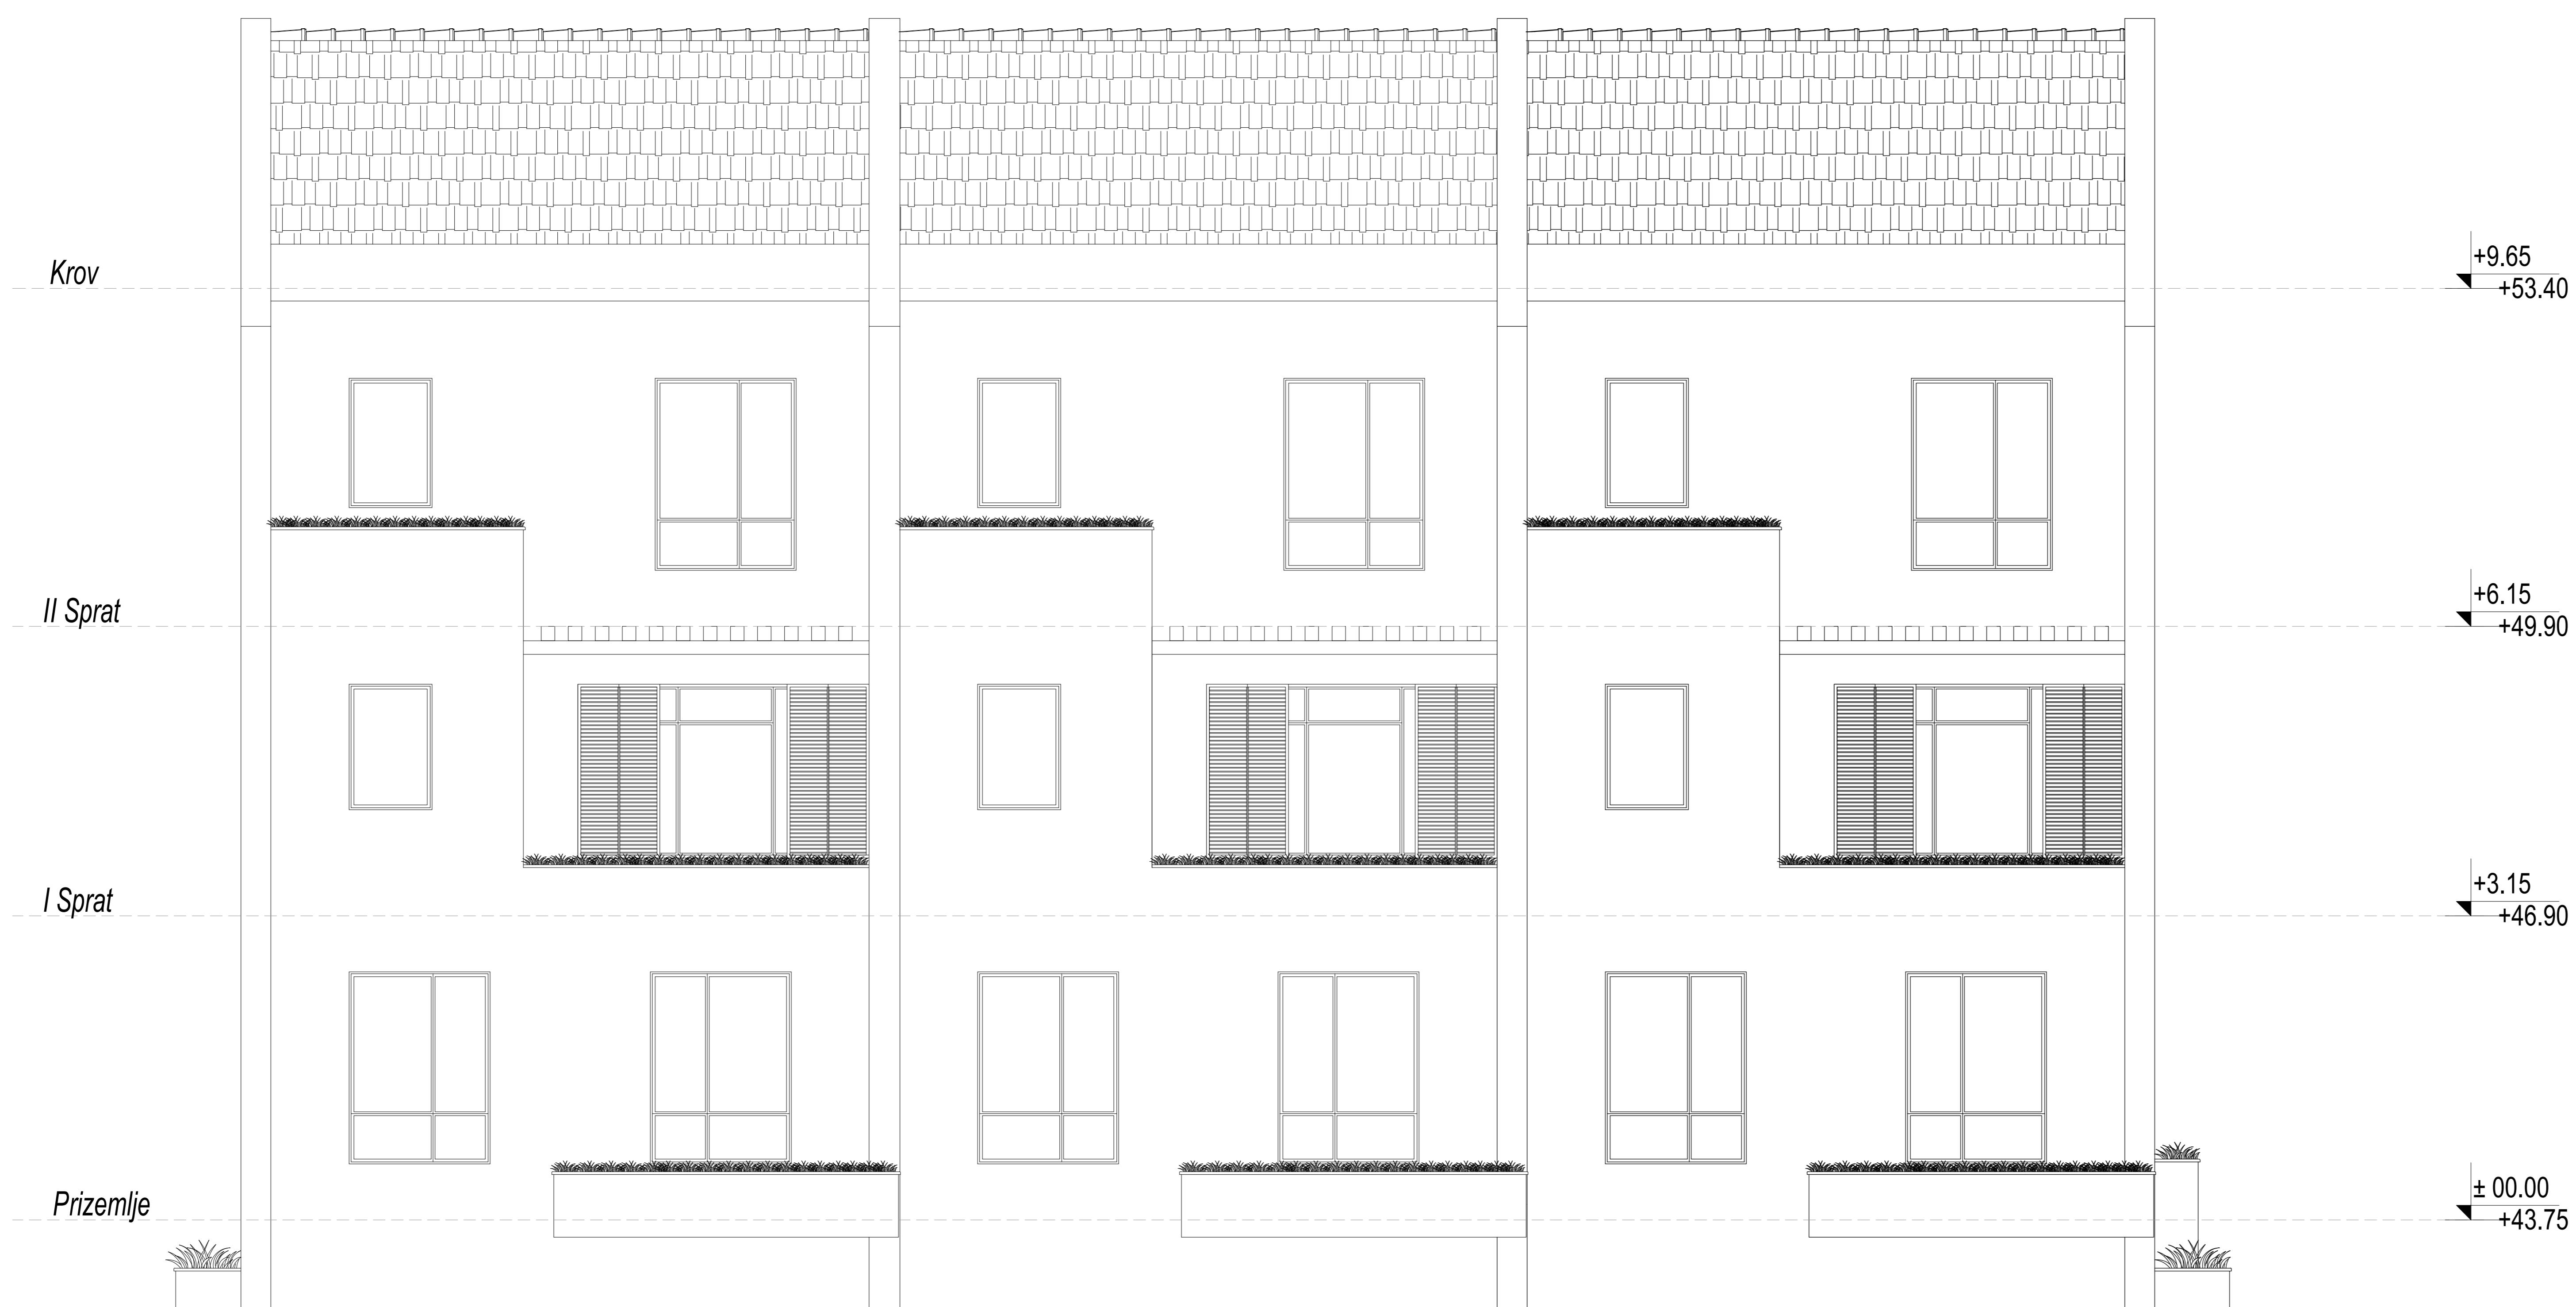 Krov
+9.65
+53.40
II Sprat
+6.15
+49.90
I Sprat
+3.15
+46.90
Prizemlje
± 00.00
+43.75